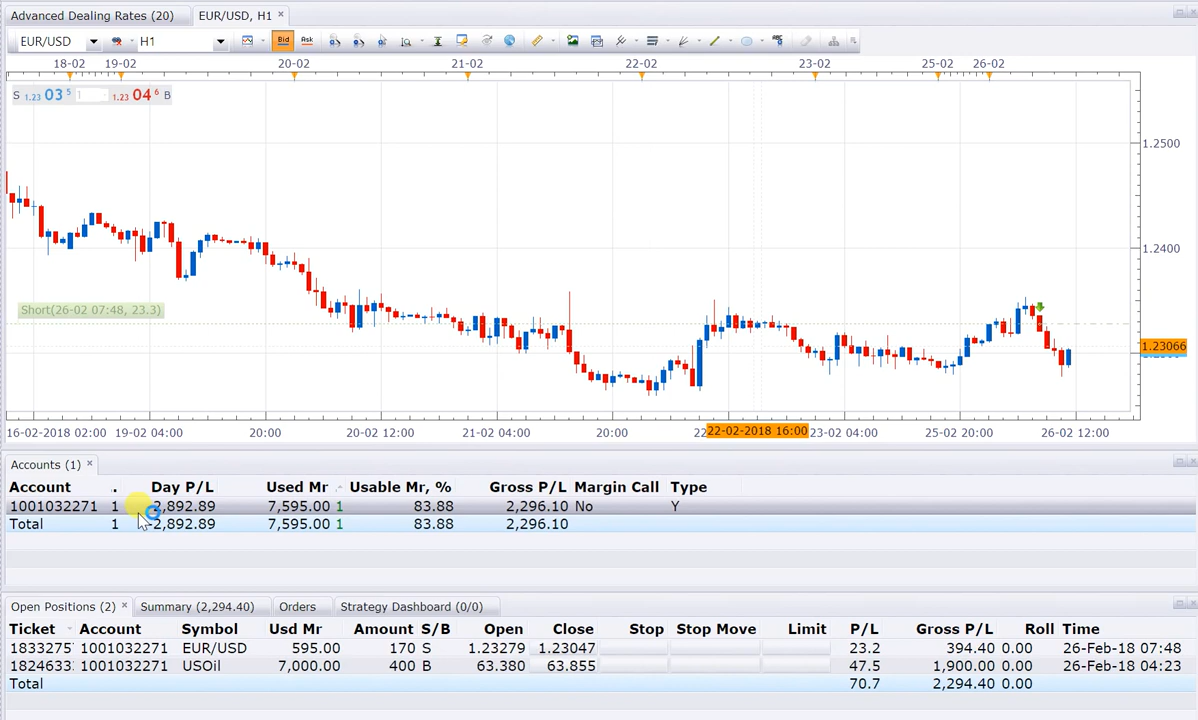 Advanced Dealing Rates (20) EUR/USD, H1 ×
EUR/USD H1 Bid Ask
18-02 19-02 20-02 21-02 22-02 23-02 25-02 26-02
S 1.23 03 5 1 1.23 04 6 B
1.2500
1.2400
Short(26-02 07:48, 23.3)
1.23066
16-02-2018 02:00 19-02 04:00 20:00 20-02 12:00 21-02 04:00 20:00 22 22-02-2018 16:00 23-02 04:00 25-02 20:00 26-02 12:00
Accounts (1) ×
Account . Day P/L Used Mr Usable Mr, % Gross P/L Margin Call Type
1001032271 1 2,892.89 7,595.00 1 83.88 2,296.10 No Y
Total 1 -2,892.89 7,595.00 1 83.88 2,296.10
Open Positions (2) × Summary (2,294.40) Orders Strategy Dashboard (0/0)
Ticket Account Symbol Usd Mr Amount S/B Open Close Stop Stop Move Limit P/L Gross P/L Roll Time
1833275 1001032271 EUR/USD 595.00 170 S 1.23279 1.23047 23.2 394.40 0.00 26-Feb-18 07:48
1824633 1001032271 USOil 7,000.00 400 B 63.380 63.855 47.5 1,900.00 0.00 26-Feb-18 04:23
Total 70.7 2,294.40 0.00